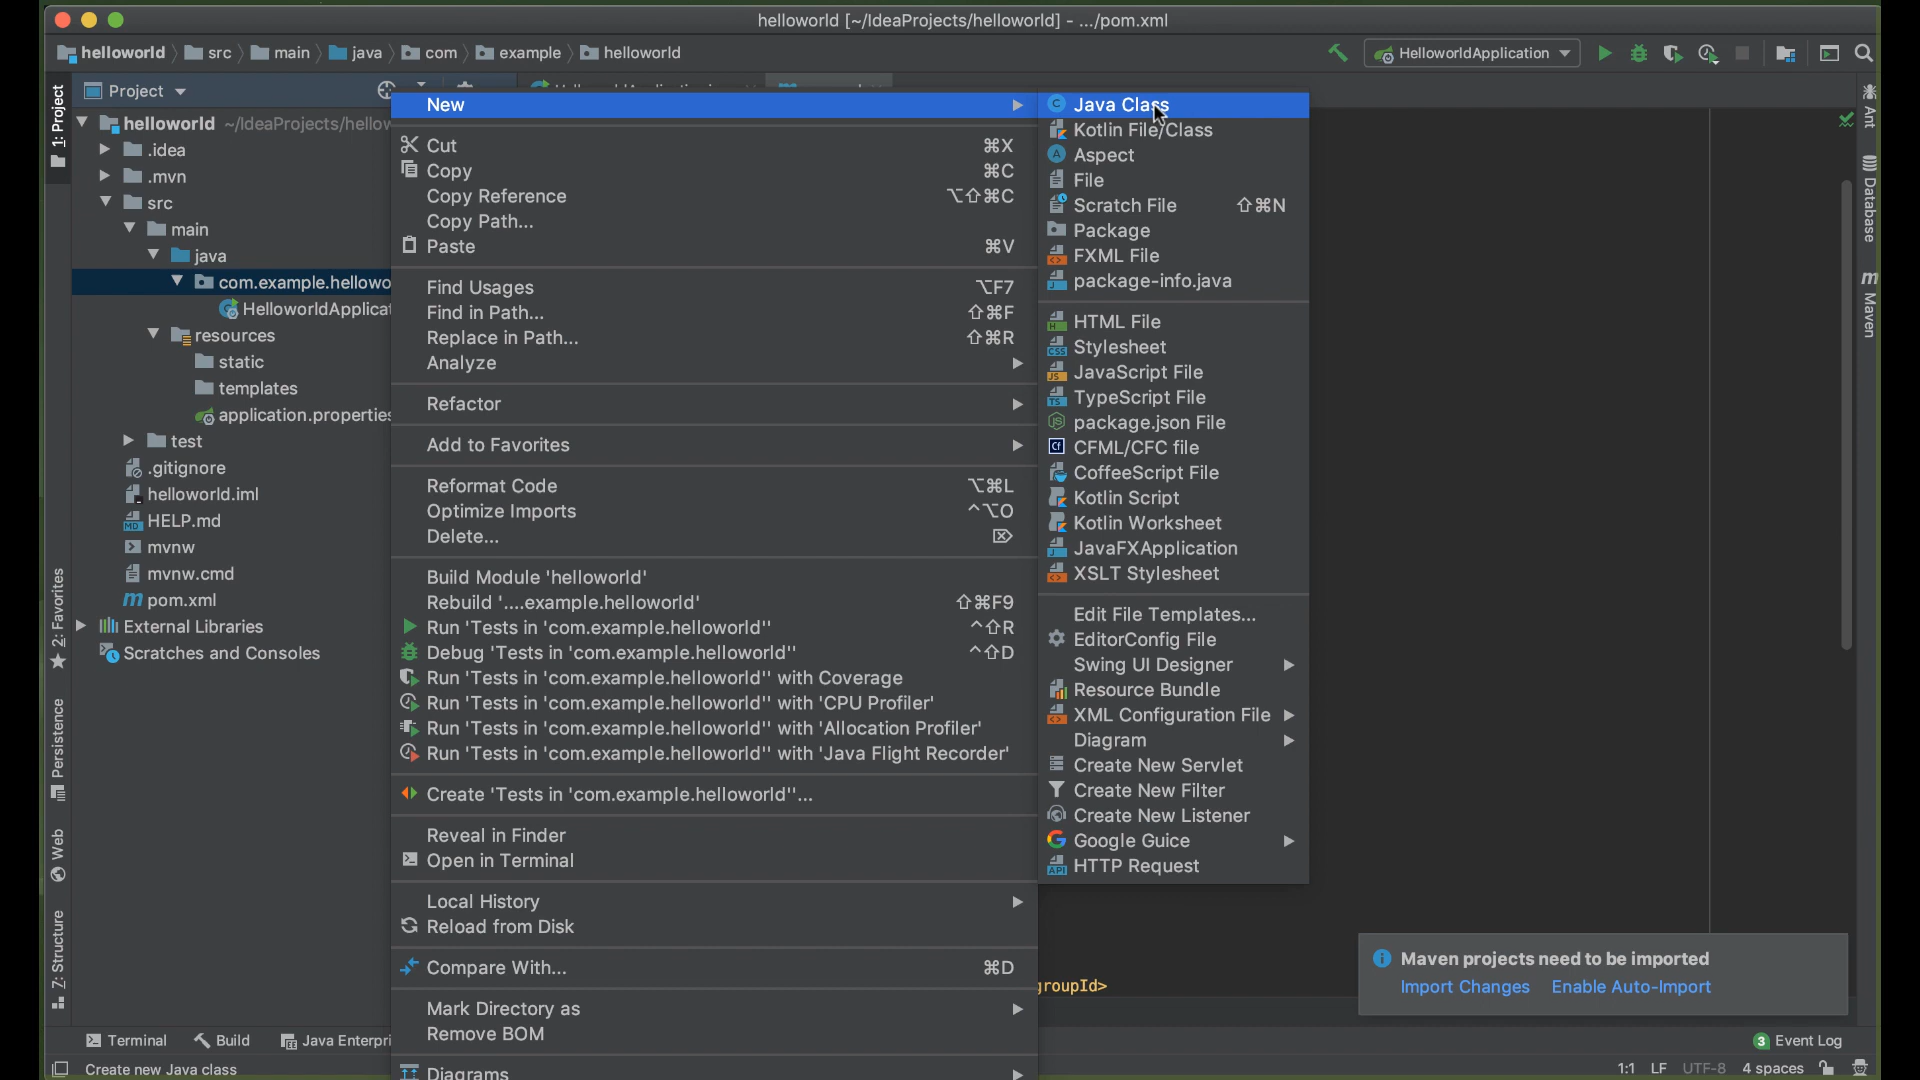 helloworld [~/IdeaProjects/helloworld] - .../pom.xml
helloworld src main java com example helloworld
HelloworldApplication
Project
1: Project
helloworld ~/IdeaProjects/hellow
.idea
.mvn
src
main
java
com.example.hellowo
HelloworldApplicat
resources
static
templates
application.properties
test
.gitignore
helloworld.iml
HELP.md
mvnw
mvnw.cmd
pom.xml
External Libraries
Scratches and Consoles
2: Favorites
Persistence
Web
Z: Structure
New
Cut ⌘X
Copy ⌘C
Copy Reference ⌥⇧⌘C
Copy Path...
Paste ⌘V
Find Usages ⌥F7
Find in Path... ⇧⌘F
Replace in Path... ⇧⌘R
Analyze
Refactor
Add to Favorites
Reformat Code ⌥⌘L
Optimize Imports ^⌥O
Delete... ⌦
Build Module 'helloworld'
Rebuild '....example.helloworld' ⇧⌘F9
Run 'Tests in 'com.example.helloworld'' ^⇧R
Debug 'Tests in 'com.example.helloworld'' ^⇧D
Run 'Tests in 'com.example.helloworld'' with Coverage
Run 'Tests in 'com.example.helloworld'' with 'CPU Profiler'
Run 'Tests in 'com.example.helloworld'' with 'Allocation Profiler'
Run 'Tests in 'com.example.helloworld'' with 'Java Flight Recorder'
Create 'Tests in 'com.example.helloworld''...
Reveal in Finder
Open in Terminal
Local History
Reload from Disk
Compare With... ⌘D
Mark Directory as
Remove BOM
Diagrams
Java Class
Kotlin File/Class
Aspect
File
Scratch File ⇧⌘N
Package
FXML File
package-info.java
HTML File
Stylesheet
JavaScript File
TypeScript File
package.json File
CFML/CFC file
CoffeeScript File
Kotlin Script
Kotlin Worksheet
JavaFXApplication
XSLT Stylesheet
Edit File Templates...
EditorConfig File
Swing UI Designer
Resource Bundle
XML Configuration File
Diagram
Create New Servlet
Create New Filter
Create New Listener
Google Guice
HTTP Request
groupId>
Ant
Database
Maven
Maven projects need to be imported
Import Changes Enable Auto-Import
Terminal Build Java Enterpri
3 Event Log
Create new Java class
1:1 LF UTF-8 4 spaces